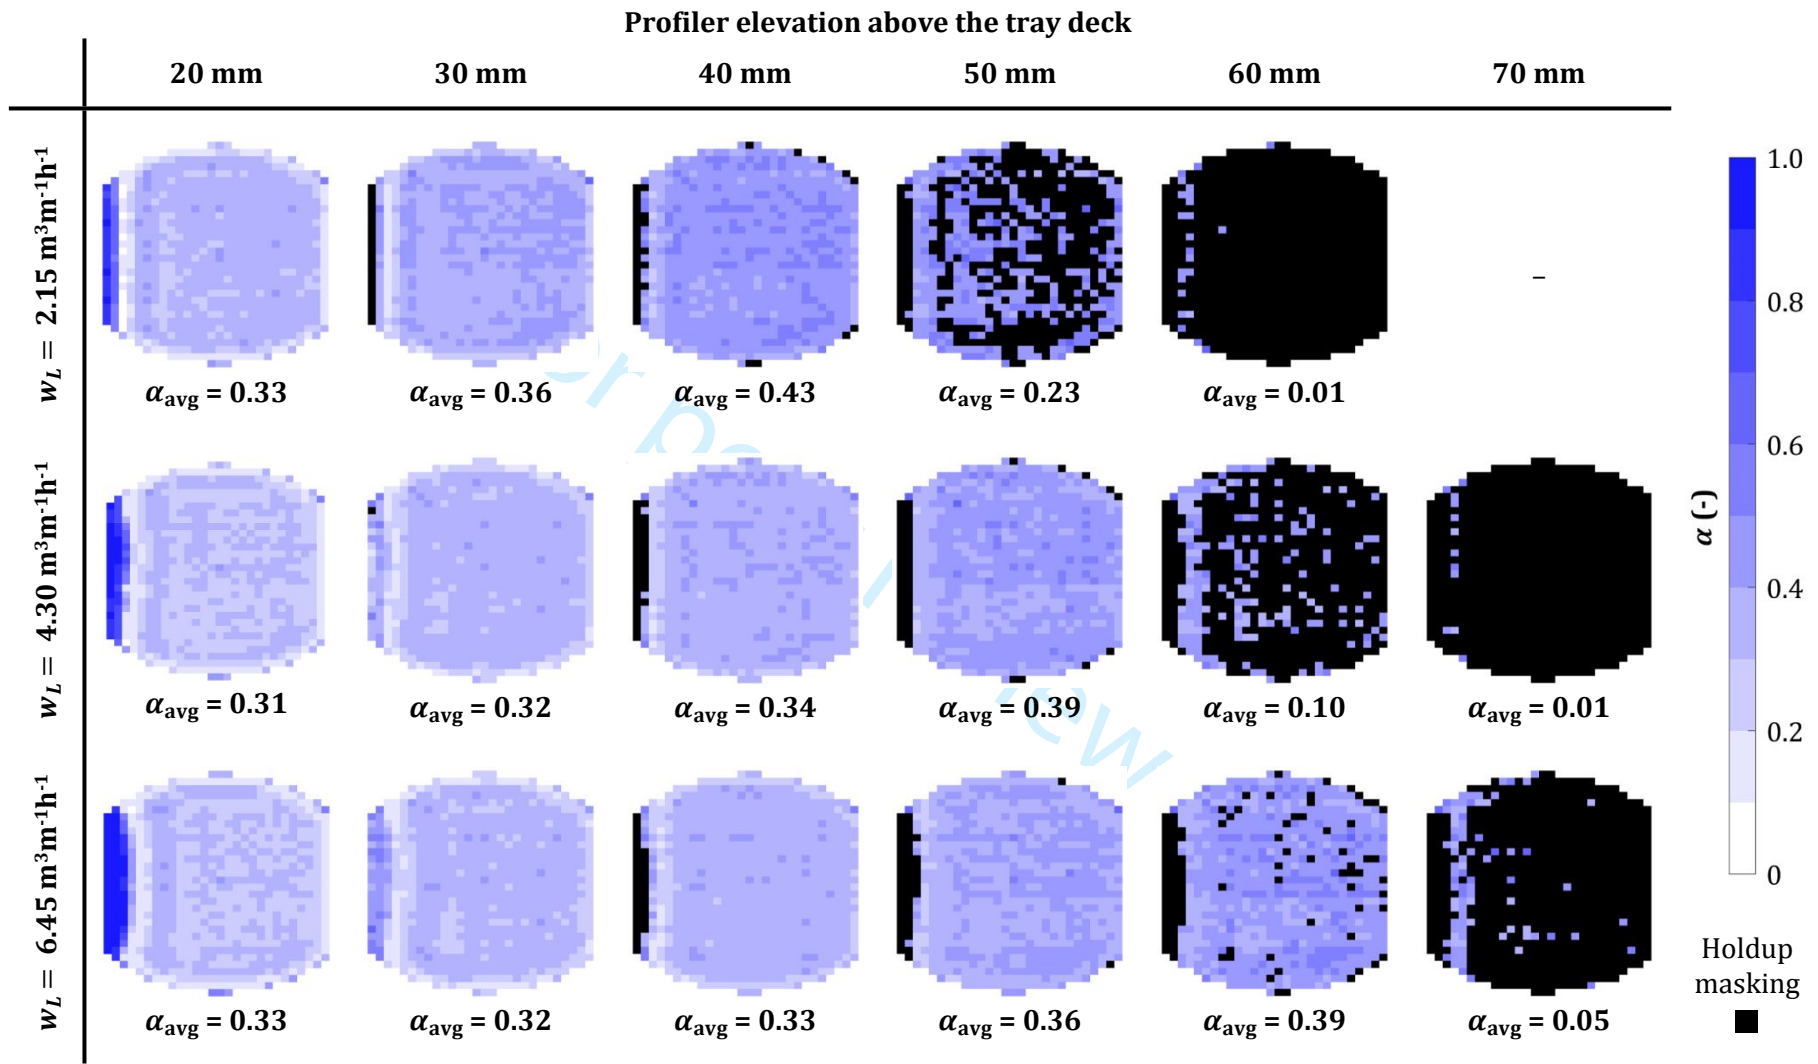 Profiler elevation above the tray deck
20 mm 30 mm 40 mm 50 mm 60 mm 70 mm
w_L = 2.15 m³m⁻¹h⁻¹
–
α_avg = 0.33 α_avg = 0.36 α_avg = 0.43 α_avg = 0.23 α_avg = 0.01
w_L = 4.30 m³m⁻¹h⁻¹
α_avg = 0.31 α_avg = 0.32 α_avg = 0.34 α_avg = 0.39 α_avg = 0.10 α_avg = 0.01
w_L = 6.45 m³m⁻¹h⁻¹
α_avg = 0.33 α_avg = 0.32 α_avg = 0.33 α_avg = 0.36 α_avg = 0.39 α_avg = 0.05
1.0
0.8
0.6
0.4
0.2
0
α (-)
Holdup
masking